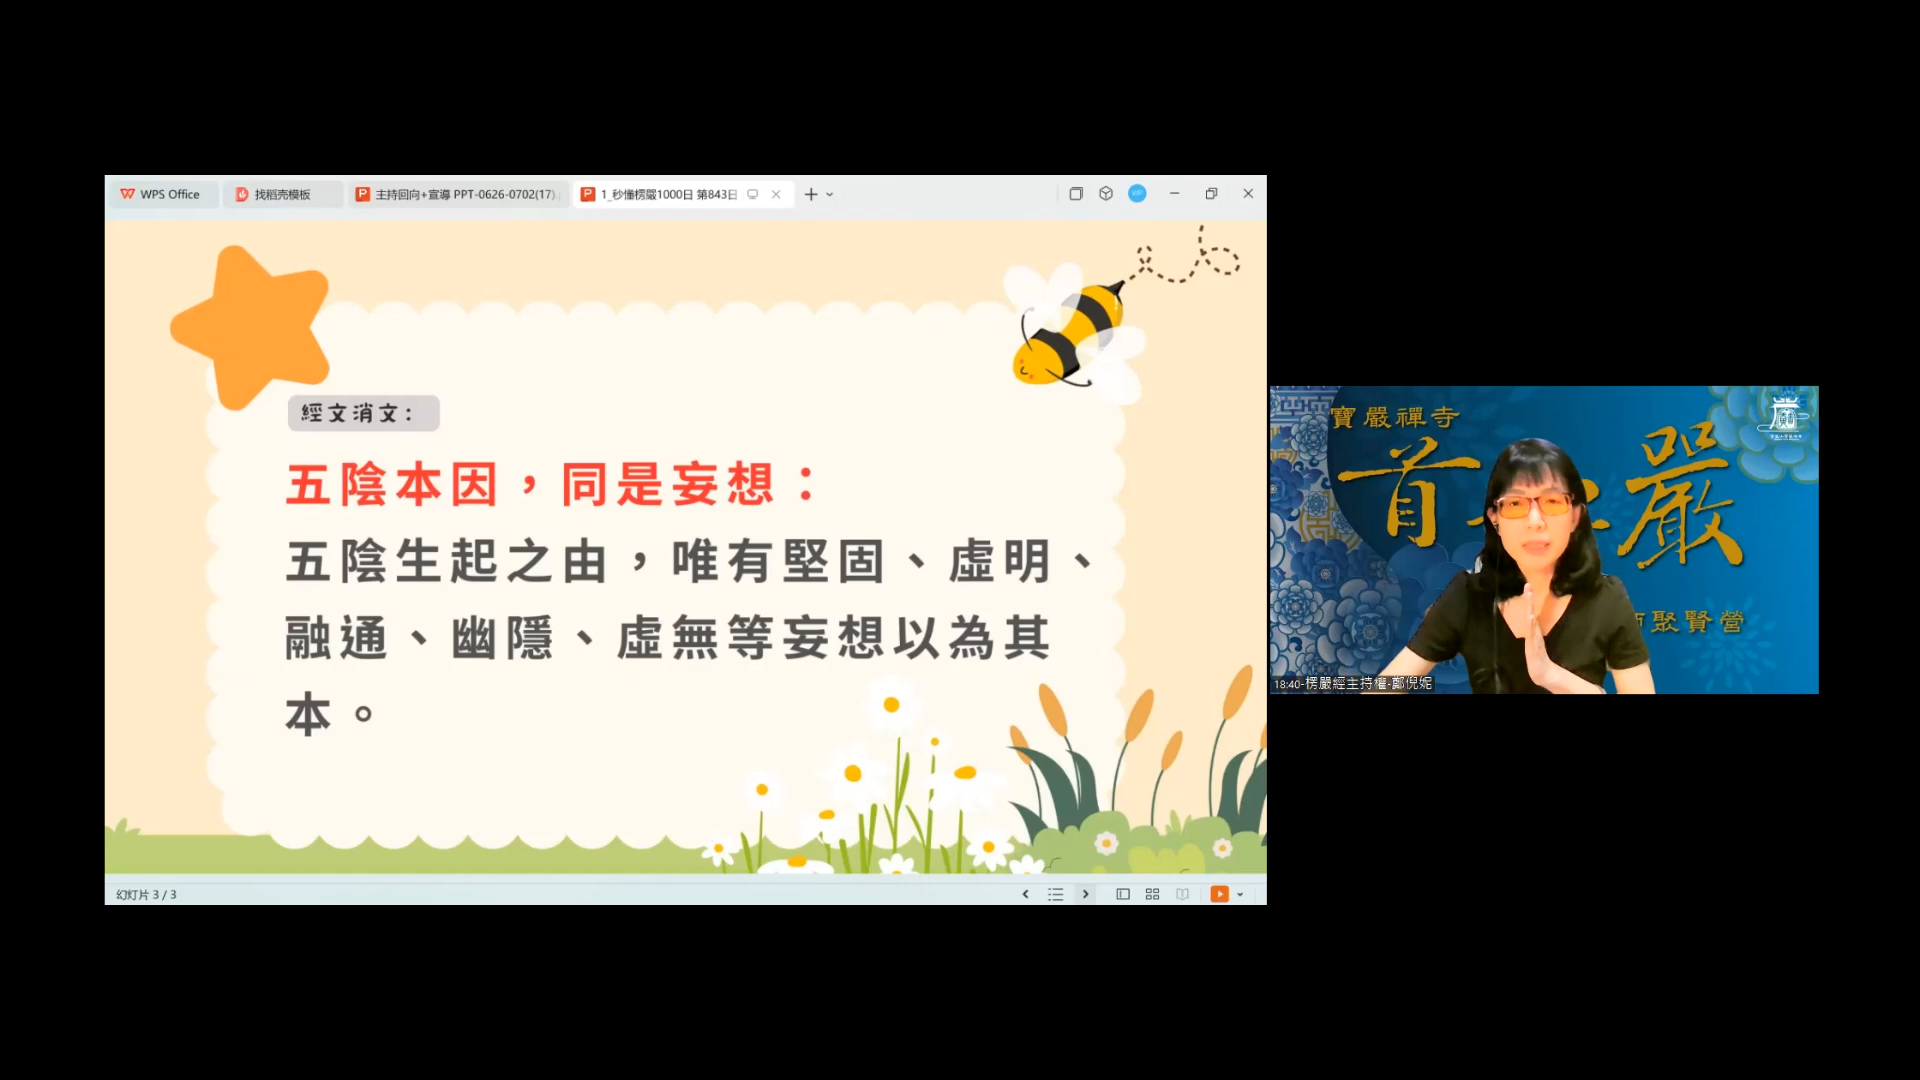 WPS Office
找稻壳模板
主持回向+宣導 PPT-0626-0702(17).
1_秒懂楞嚴1000日 第843日
經文消文：
五陰本因，同是妄想：
五陰生起之由，唯有堅固、虛明、
融通、幽隱、虛無等妄想以為其
本。
幻灯片 3 / 3
寶嚴禪寺
首
嚴
聚賢營
18:40-楞嚴經主持權-鄭倪妮